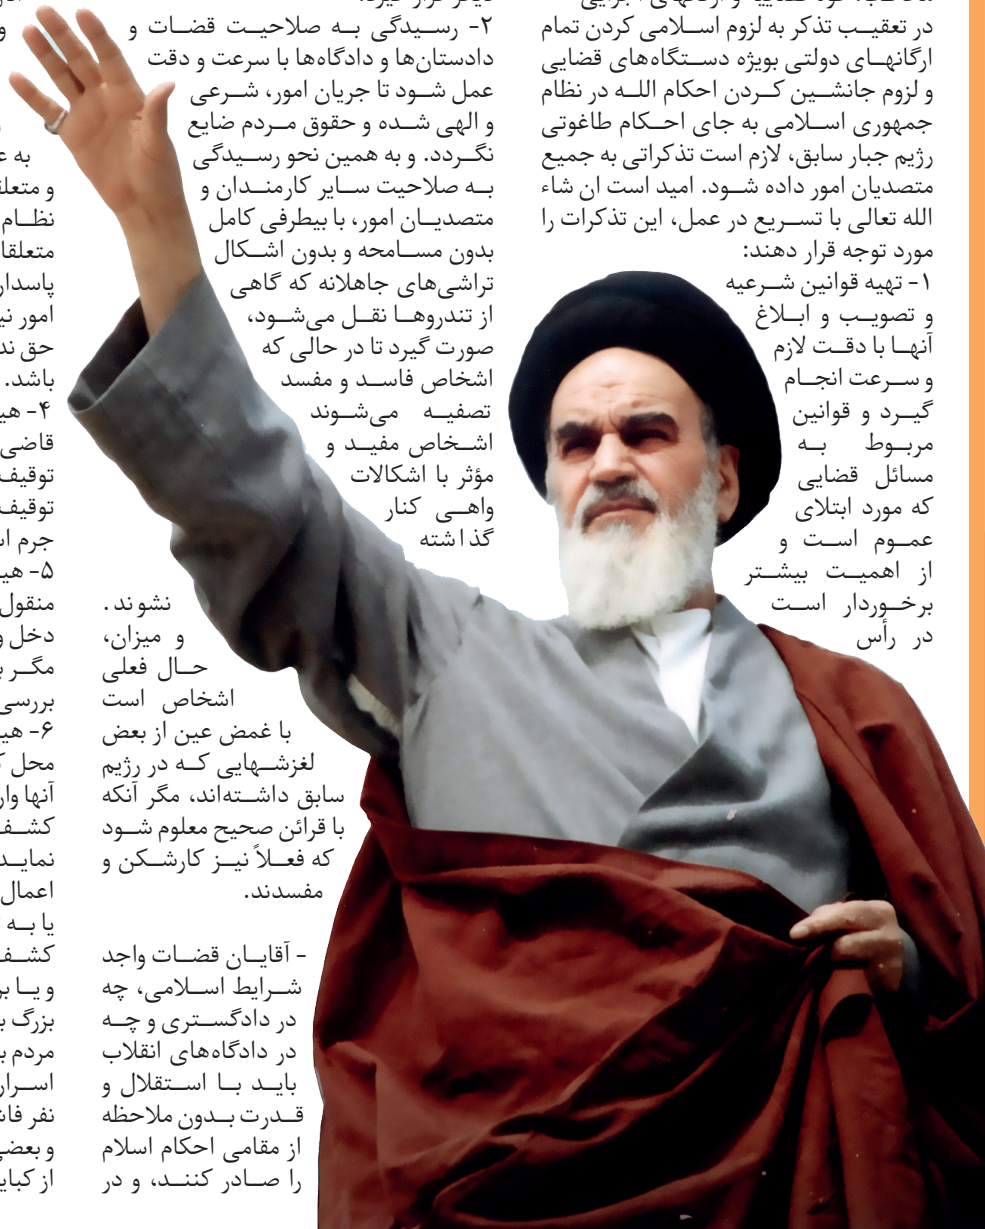 در تعقیب تذکر به لزوم اسلامی کردن تمام
ارگانهای دولتی بویژه دستگاه‌های قضایی
و لزوم جانشین کردن احکام الله در نظام
جمهوری اسلامی به جای احکام طاغوتی
رژیم جبار سابق، لازم است تذکراتی به جمیع
متصدیان امور داده شود. امید است ان شاء
الله تعالی با تسریع در عمل، این تذکرات را
مورد توجه قرار دهند:
۱- تهیه قوانین شرعیه
و تصویب و ابلاغ
آنها با دقت لازم
و سرعت انجام
گیرد و قوانین
مربوط به
مسائل قضایی
که مورد ابتلای
عموم است و
از اهمیت بیشتر
برخوردار است
در رأس
۲- رسیدگی به صلاحیت قضات و
دادستان‌ها و دادگاه‌ها با سرعت و دقت
عمل شود تا جریان امور، شرعی
و الهی شده و حقوق مردم ضایع
نگردد. و به همین نحو رسیدگی
به صلاحیت سایر کارمندان و
متصدیان امور، با بیطرفی کامل
بدون مسامحه و بدون اشکال
تراشی‌های جاهلانه که گاهی
از تندروها نقل می‌شود،
صورت گیرد تا در حالی که
اشخاص فاسد و مفسد
تصفیه می‌شوند
اشخاص مفید و
مؤثر با اشکالات
واهی کنار
گذاشته
نشوند.
و میزان،
حال فعلی
اشخاص است
با غمض عین از بعض
لغزشهایی که در رژیم
سابق داشته‌اند، مگر آنکه
با قرائن صحیح معلوم شود
که فعلاً نیز کارشکن و
مفسدند.
- آقایان قضات واجد
شرایط اسلامی، چه
در دادگستری و چه
در دادگاه‌های انقلاب
باید با استقلال و
قدرت بدون ملاحظه
از مقامی احکام اسلام
را صادر کنند، و در
و
به
و
نظام
پاسدار
امور
حق
باشد.
۴-
قاضی
توقیف
توقیف
جرم
۵-
منقول
دخل و
مگر
بررسی
۶-
محل
آنها
کشف
اعمال
یا به
کشف
و یا
بزرگ
مردم
نفر
و بعضی
از